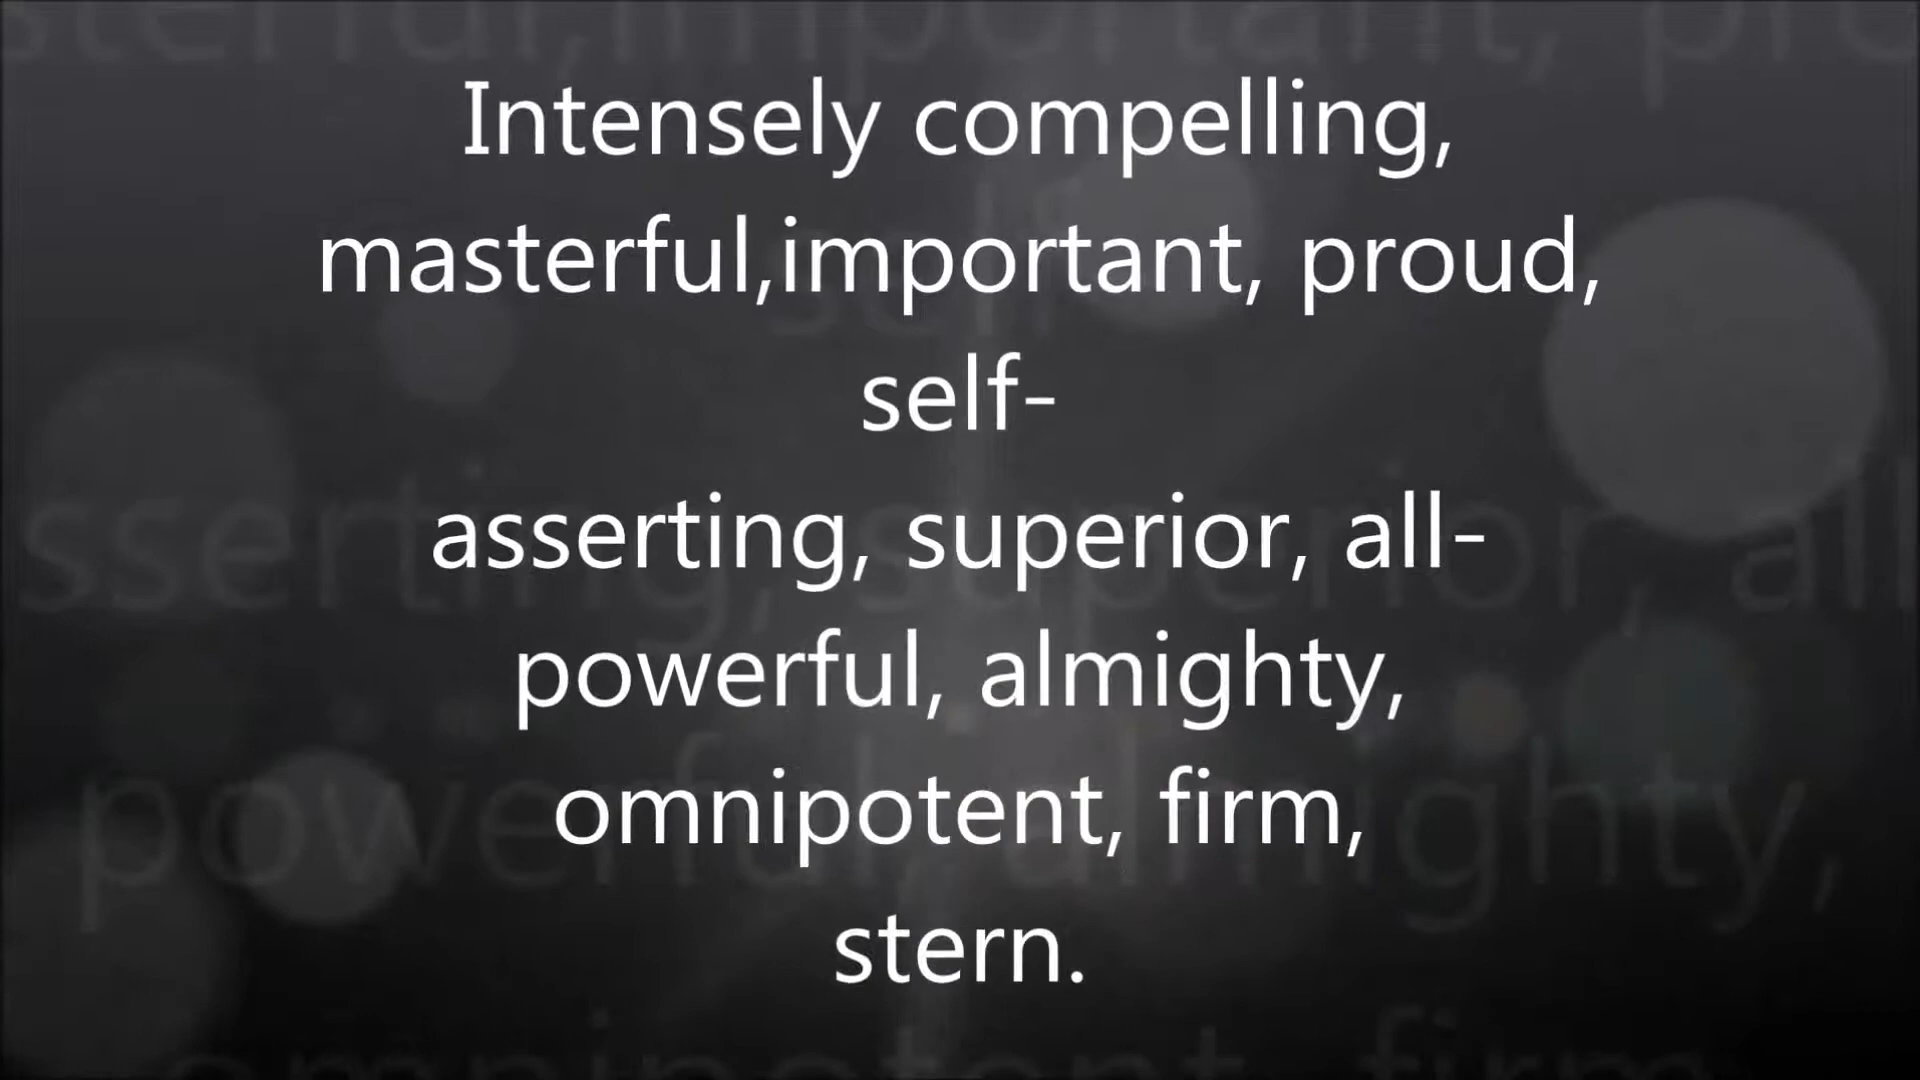 Intensely compelling,
masterful,important, proud,
self-
asserting, superior, all-
powerful, almighty,
omnipotent, firm,
stern.